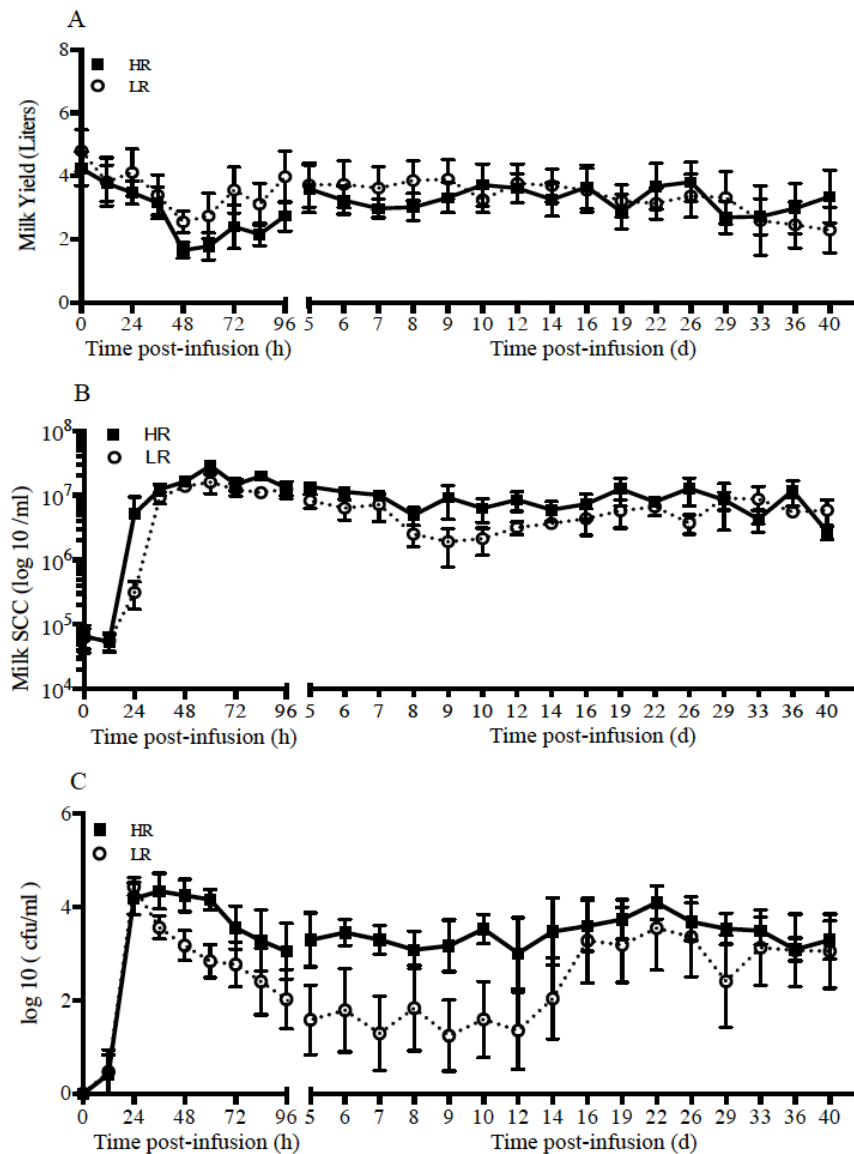 A
Milk Yield (Liters)
8
6
4
2
0
HR
LR
0 24 48 72 96 5 6 7 8 9 10 12 14 16 19 22 26 29 33 36 40
Time post-infusion (h) Time post-infusion (d)
B
Milk SCC (log 10 /ml)
10^8
10^7
10^6
10^5
10^4
HR
LR
0 24 48 72 96 5 6 7 8 9 10 12 14 16 19 22 26 29 33 36 40
Time post-infusion (h) Time post-infusion (d)
C
log 10 ( cfu/ml )
6
4
2
0
HR
LR
0 24 48 72 96 5 6 7 8 9 10 12 14 16 19 22 26 29 33 36 40
Time post-infusion (h) Time post-infusion (d)